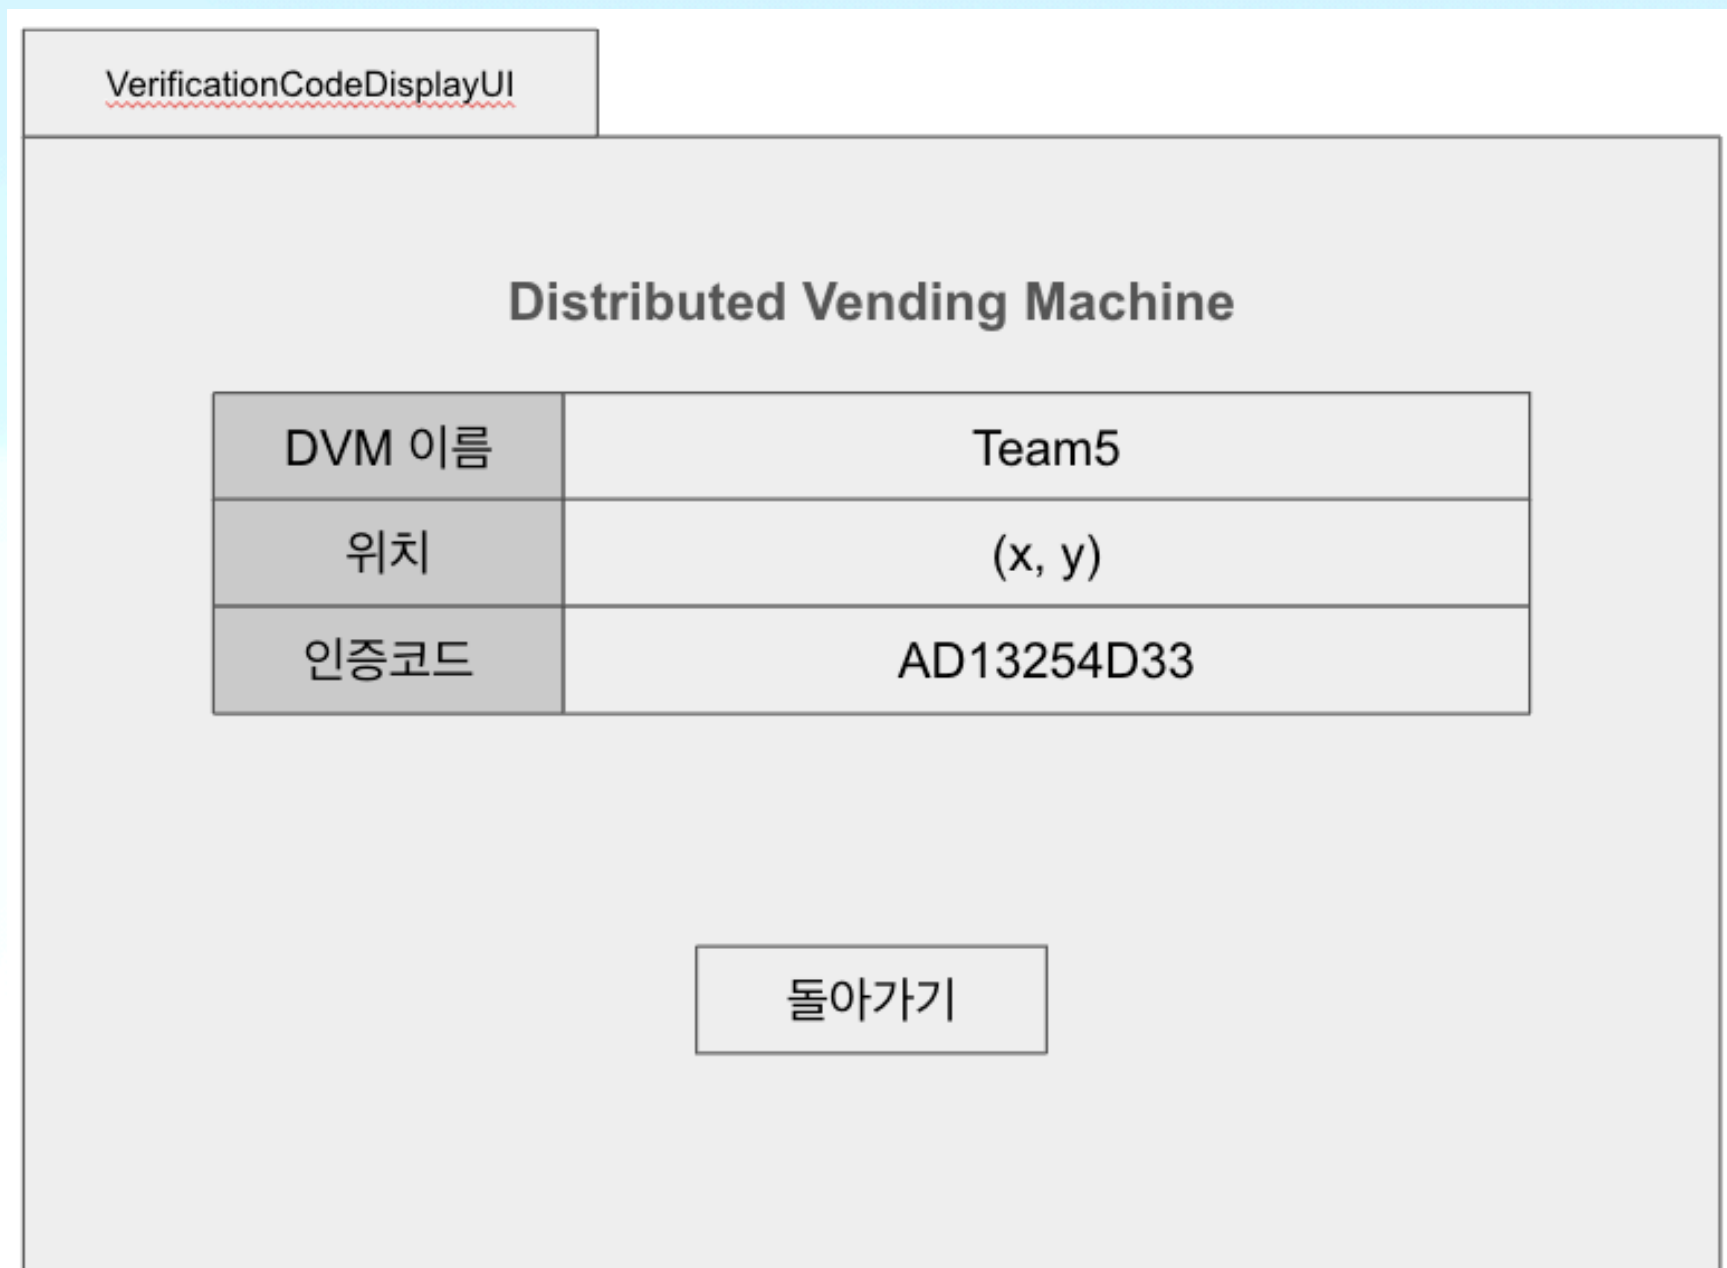 VerificationCodeDisplayUI
Distributed Vending Machine
DVM 이름 Team5
위치 (x, y)
인증코드 AD13254D33
돌아가기